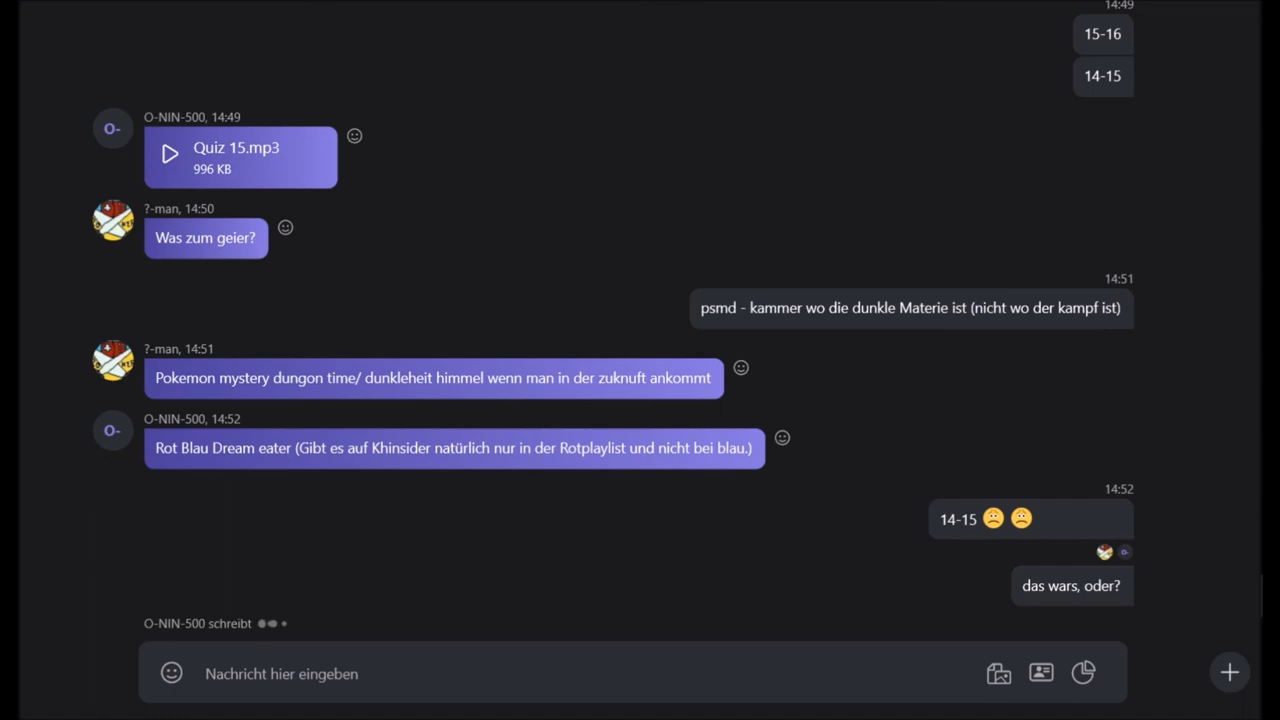 14:49
15-16
14-15
O-NIN-500, 14:49
O-
Quiz 15.mp3
996 KB
?-man, 14:50
Was zum geier?
14:51
psmd - kammer wo die dunkle Materie ist (nicht wo der kampf ist)
?-man, 14:51
Pokemon mystery dungon time/ dunkleheit himmel wenn man in der zuknuft ankommt
O-NIN-500, 14:52
O-
Rot Blau Dream eater (Gibt es auf Khinsider natürlich nur in der Rotplaylist und nicht bei blau.)
14:52
14-15 😟 😟
O-
das wars, oder?
O-NIN-500 schreibt
Nachricht hier eingeben